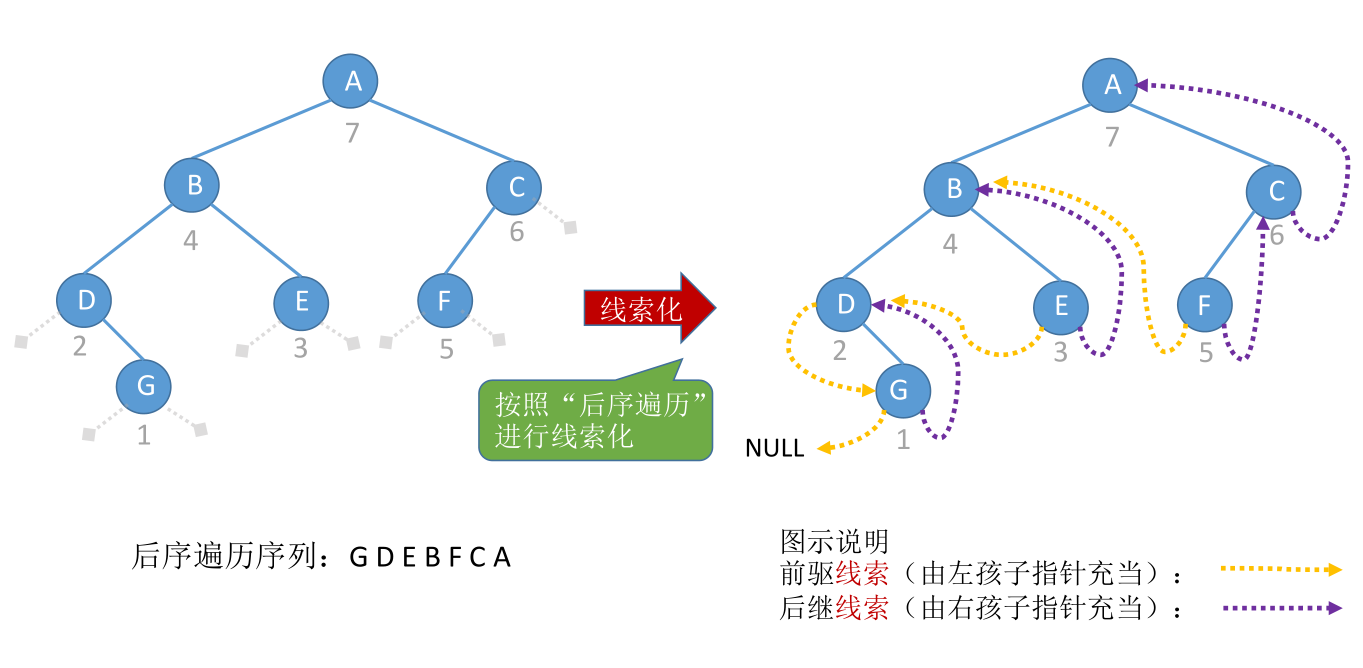 A
7
B
4
C
6
D
2
E
3
F
5
G
1
线索化
按照“后序遍历”
进行线索化
A
7
B
4
C
6
D
2
E
3
F
5
G
1
NULL
后序遍历序列：G D E B F C A
图示说明
前驱线索（由左孩子指针充当）：
后继线索（由右孩子指针充当）：